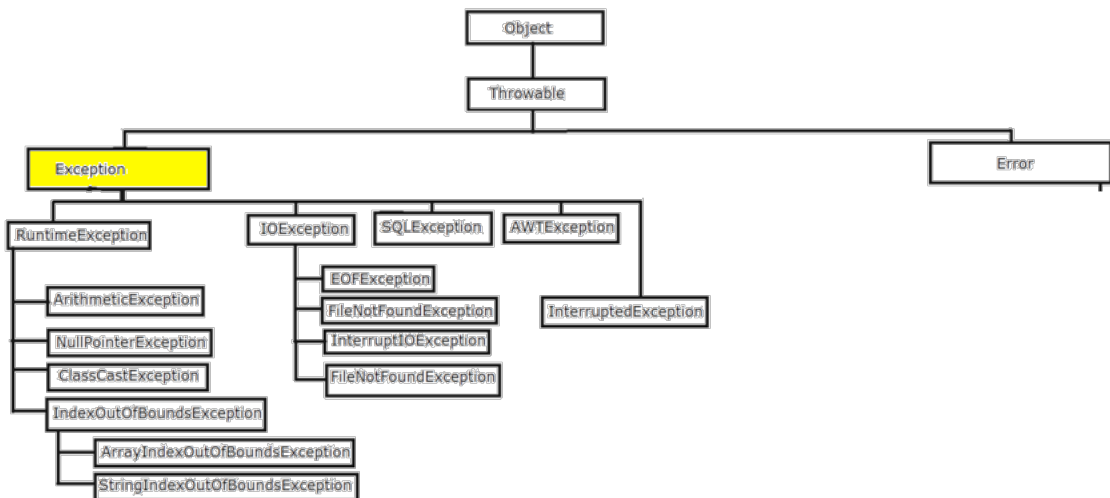 Object
Throwable
Exception
Error
RuntimeException
IOException
SQLException
AWTException
EOFException
ArithmeticException
FileNotFoundException
InterruptedException
NullPointerException
InterruptIOException
ClassCastException
FileNotFoundException
IndexOutOfBoundsException
ArrayIndexOutOfBoundsException
StringIndexOutOfBoundsException